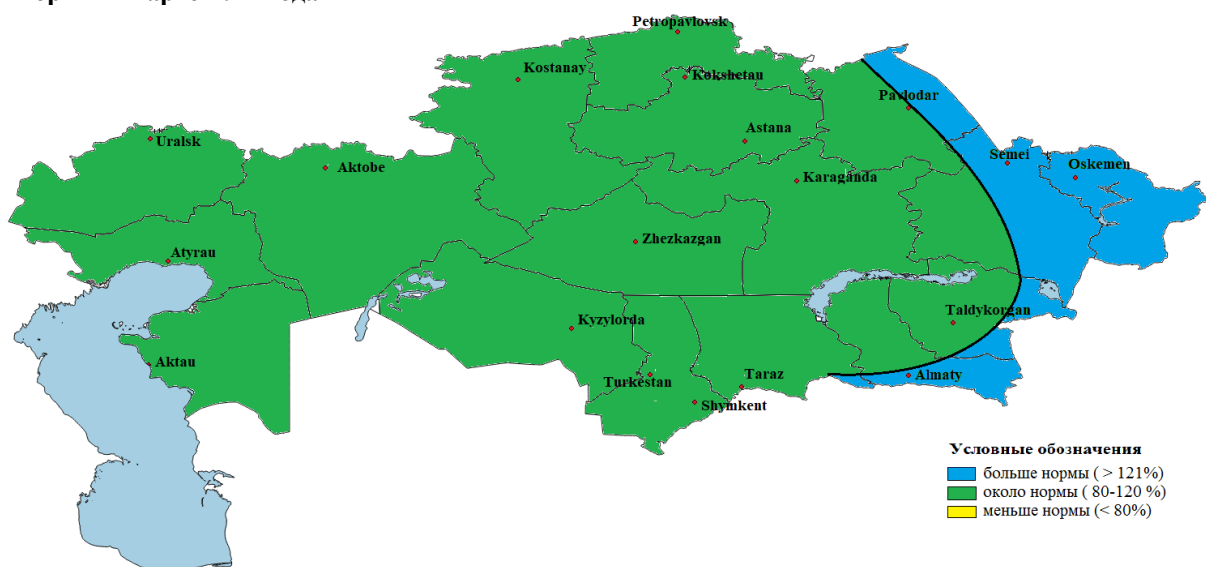 Petropavlovsk
Kostanay
Kokshetau
Pavlodar
Uralsk
Astana
Semei
Oskemen
Aktobe
Karaganda
Zhezkazgan
Atyrau
Taldykorgan
Kyzylorda
Aktau
Turkestan
Taraz
Almaty
Shymkent
Условные обозначения
больше нормы ( > 121%)
около нормы ( 80-120 %)
меньше нормы (< 80%)